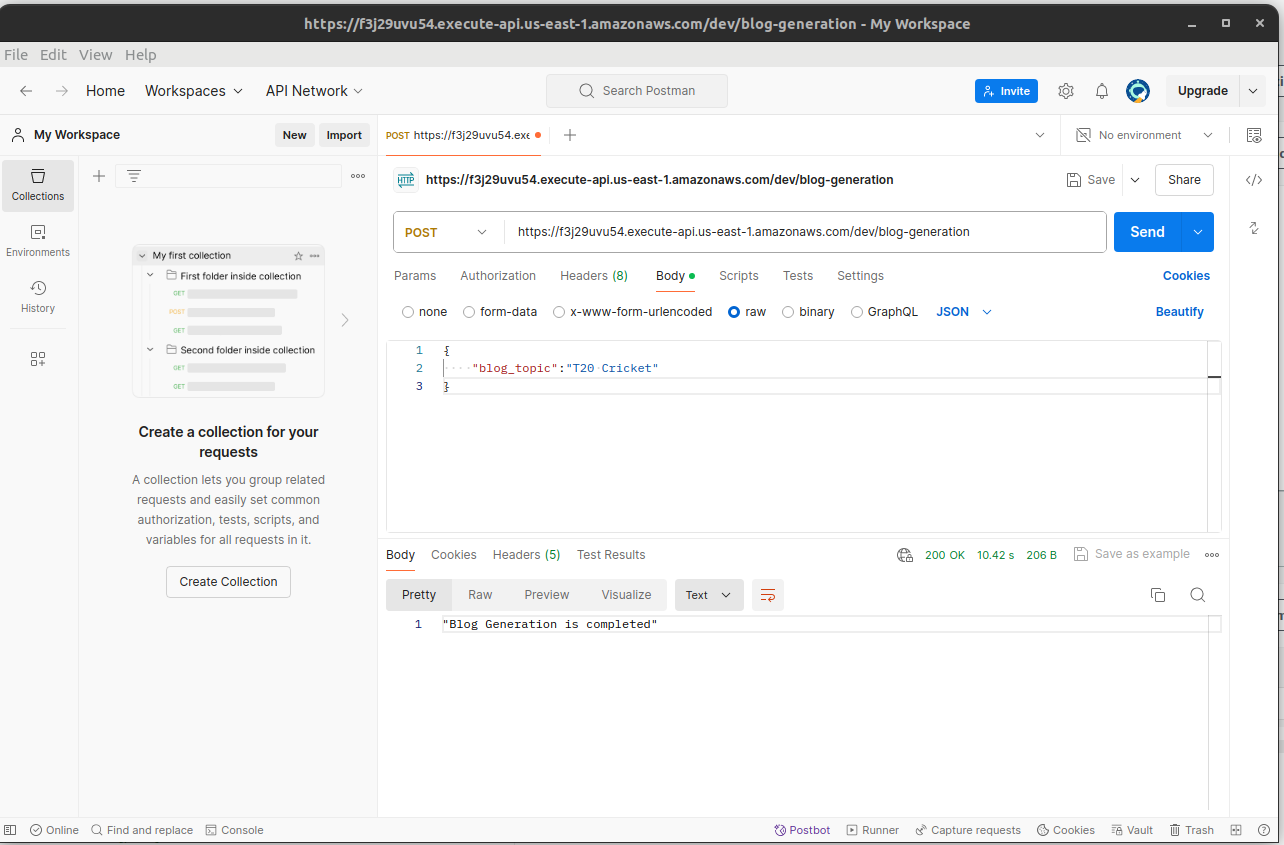 https://f3j29uvu54.execute-api.us-east-1.amazonaws.com/dev/blog-generation - My Workspace
File Edit View Help
Home Workspaces API Network Search Postman Invite Upgrade
My Workspace New Import POST https://f3j29uvu54.exe No environment
Collections
Environments
History
My first collection
First folder inside collection
GET
POST
GET
Second folder inside collection
GET
GET
Create a collection for your
requests
A collection lets you group related
requests and easily set common
authorization, tests, scripts, and
variables for all requests in it.
Create Collection
HTTP https://f3j29uvu54.execute-api.us-east-1.amazonaws.com/dev/blog-generation Save Share
POST https://f3j29uvu54.execute-api.us-east-1.amazonaws.com/dev/blog-generation Send
Params Authorization Headers (8) Body Scripts Tests Settings Cookies
none form-data x-www-form-urlencoded raw binary GraphQL JSON Beautify
1 {
2 "blog_topic":"T20 Cricket"
3 }
Body Cookies Headers (5) Test Results 200 OK 10.42 s 206 B Save as example
Pretty Raw Preview Visualize Text
1 "Blog Generation is completed"
Online Find and replace Console Postbot Runner Capture requests Cookies Vault Trash